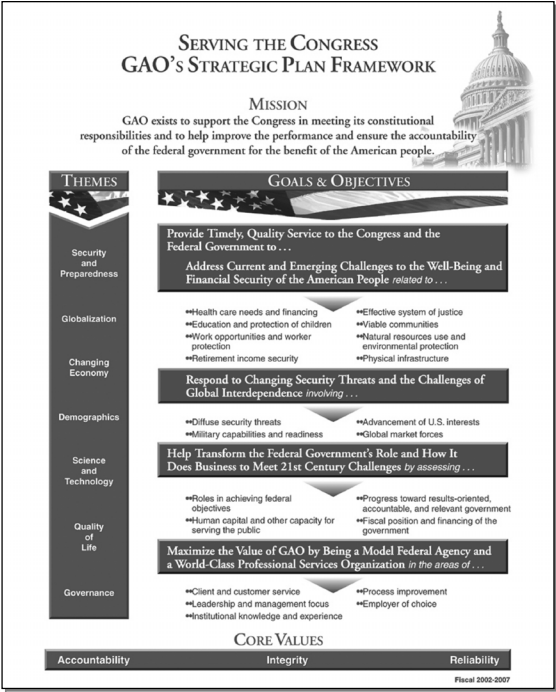 SERVING THE CONGRESS
GAO'S STRATEGIC PLAN FRAMEWORK
MISSION
GAO exists to support the Congress in meeting its constitutional
responsibilities and to help improve the performance and ensure the accountability
of the federal government for the benefit of the American people.
THEMES
Security
and
Preparedness
Globalization
Changing
Economy
Demographics
Science
and
Technology
Quality
of
Life
Governance
GOALS & OBJECTIVES
Provide Timely, Quality Service to the Congress and the
Federal Government to . . .
Address Current and Emerging Challenges to the Well-Being and
Financial Security of the American People related to . . .
Health care needs and financing
Education and protection of children
Work opportunities and worker
protection
Retirement income security
Effective system of justice
Viable communities
Natural resources use and
environmental protection
Physical infrastructure
Respond to Changing Security Threats and the Challenges of
Global Interdependence involving . . .
Diffuse security threats
Military capabilities and readiness
Advancement of U.S. interests
Global market forces
Help Transform the Federal Government's Role and How It
Does Business to Meet 21st Century Challenges by assessing . . .
Roles in achieving federal
objectives
Human capital and other capacity for
serving the public
Progress toward results-oriented,
accountable, and relevant government
Fiscal position and financing of the
government
Maximize the Value of GAO by Being a Model Federal Agency and
a World-Class Professional Services Organization in the areas of . . .
Client and customer service
Leadership and management focus
Institutional knowledge and experience
Process improvement
Employer of choice
CORE VALUES
Accountability
Integrity
Reliability
Fiscal 2002-2007